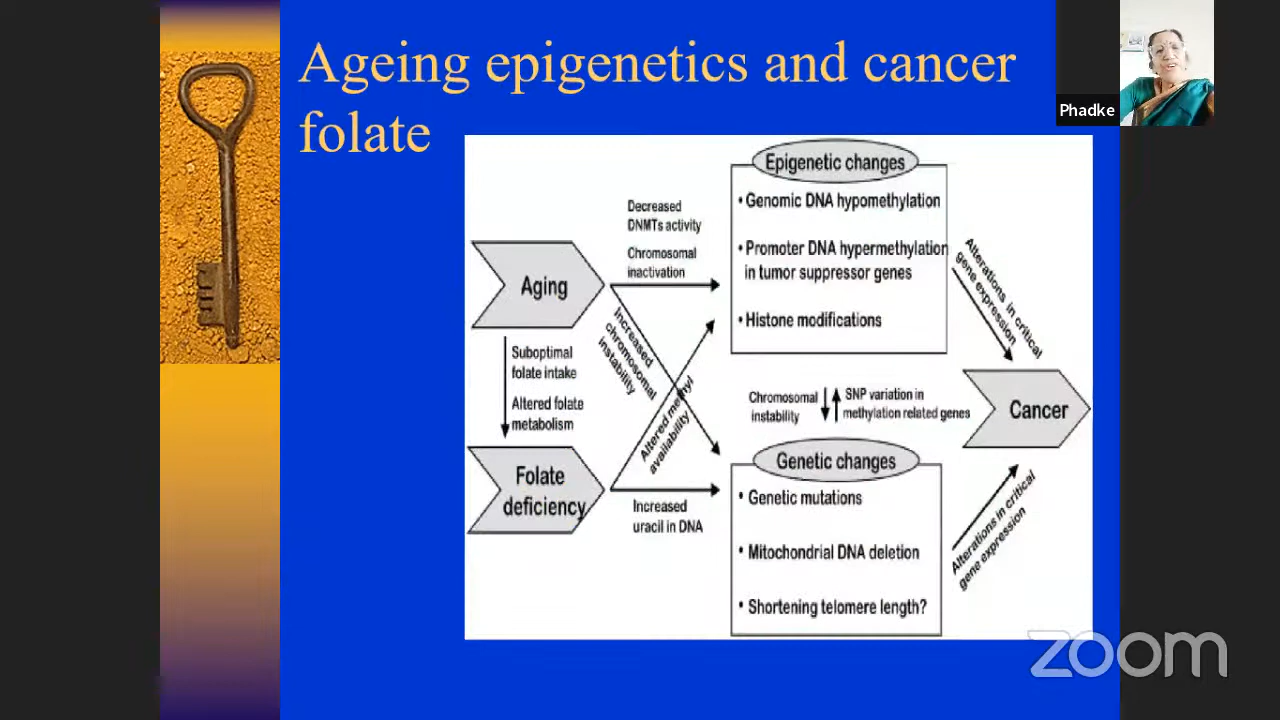 Ageing epigenetics and cancer
folate
Phadke
Epigenetic changes
• Genomic DNA hypomethylation
• Promoter DNA hypermethylation
in tumor suppressor genes
• Histone modifications
Decreased
DNMTs activity
Chromosomal
inactivation
Aging
Increased
chromosomal
instability
Altered methyl
availability
Suboptimal
folate intake
Altered folate
metabolism
Folate
deficiency
Increased
uracil in DNA
Alterations in critical
gene expression
Chromosomal
instability
SNP variation in
methylation related genes
Cancer
Genetic changes
• Genetic mutations
• Mitochondrial DNA deletion
• Shortening telomere length?
Alterations in critical
gene expression
zoom